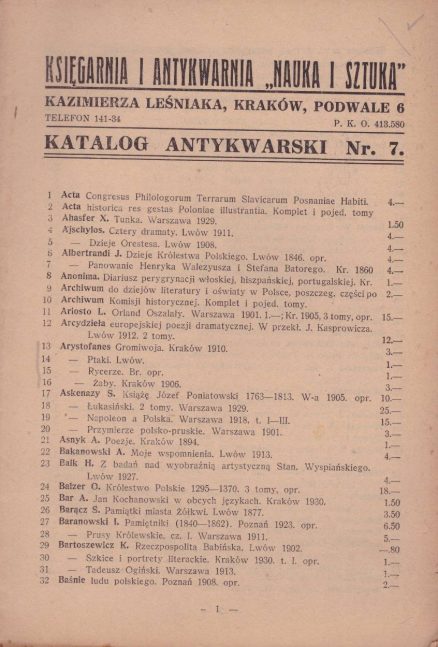 KSIĘGARNIA I ANTYKWARNIA „NAUKA I SZTUKA"
KAZIMIERZA LEŚNIAKA, KRAKÓW, PODWALE 6
TELEFON 141-34 P. K. O. 413.580
KATALOG ANTYKWARSKI Nr. 7.
1 Acta Congresus Philologorum Terrarum Slavicarum Posnaniae Habiti. 4.—
2 Acta historica res gestas Poloniae illustrantia. Komplet i pojed. tomy
3 Ahasfer X. Tunka. Warszawa 1929. 1.50
4 Ajschylos. Cztery dramaty. Lwów 1911. 4.—
5 — Dzieje Orestesa. Lwów 1908. 4.—
6 Albertrandi J. Dzieje Królestwa Polskiego. Lwów 1846. opr. 4.—
7 — Panowanie Henryka Walezyusza i Stefana Batorego. Kr. 1860 4.—
8 Anonima. Diariusz peregrynacji włoskiej, hiszpańskiej, portugalskiej. Kr. 1.—
9 Archiwum do dziejów literatury i oświaty w Polsce, poszczeg. części po 2.—
10 Archiwum Komisji historycznej. Komplet i pojed. tomy.
11 Ariosto L. Orland Oszalały. Warszawa 1901. 1.—; Kr. 1905, 3 tomy, opr. 15.—
12 Arcydzieła europejskiej poezji dramatycznej. W przekł. J. Kasprowicza.
Lwów 1912. 2 tomy. 12.—
13 Arystofanes Gromiwoja. Kraków 1910. 3.—
14 — Ptaki. Lwów. 1.—
15 — Rycerze. Br. opr. 1.—
16 — Żaby. Kraków 1906. 3.—
17 Askenazy S. Książę Józef Poniatowski 1763—1813. W-a 1905. opr. 10.—
18 — Łukasiński. 2 tomy. Warszawa 1929. 25.—
19 — Napoleon a Polska. Warszawa 1918. t. I—III. 15.—
20 — Przymierze polsko-pruskie. Warszawa 1901. 3.—
21 Asnyk A. Poezje. Kraków 1894. 1.—
22 Bakanowski A. Moje wspomnienia. Lwów 1913. 4.—
23 Baik H. Z badań nad wyobraźnią artystyczną Stan. Wyspiańskiego.
Lwów 1927. 4.—
24 Balzer O. Królestwo Polskie 1295—1370. 3 tomy, opr. 18.—
25 Bar A. Jan Kochanowski w obcych językach. Kraków 1930. 1.50
26 Barącz S. Pamiątki miasta Żółkwi. Lwów 1877. 3.50
27 Baranowski I. Pamiętniki (1840—1862). Poznań 1923. opr. 6.50
28 — Prusy Królewskie, cz. I. Warszawa 1911. 5.—
29 Bartoszewicz K. Rzeczpospolita Babińska. Lwów 1902. —.80
30 — Szkice i portrety literackie. Kraków 1930. t. I. opr. 1.—
31 — Tadeusz Ogiński. Warszawa 1913. 1.—
32 Baśnie ludu polskiego. Poznań 1908. opr. 2.—
— 1 —